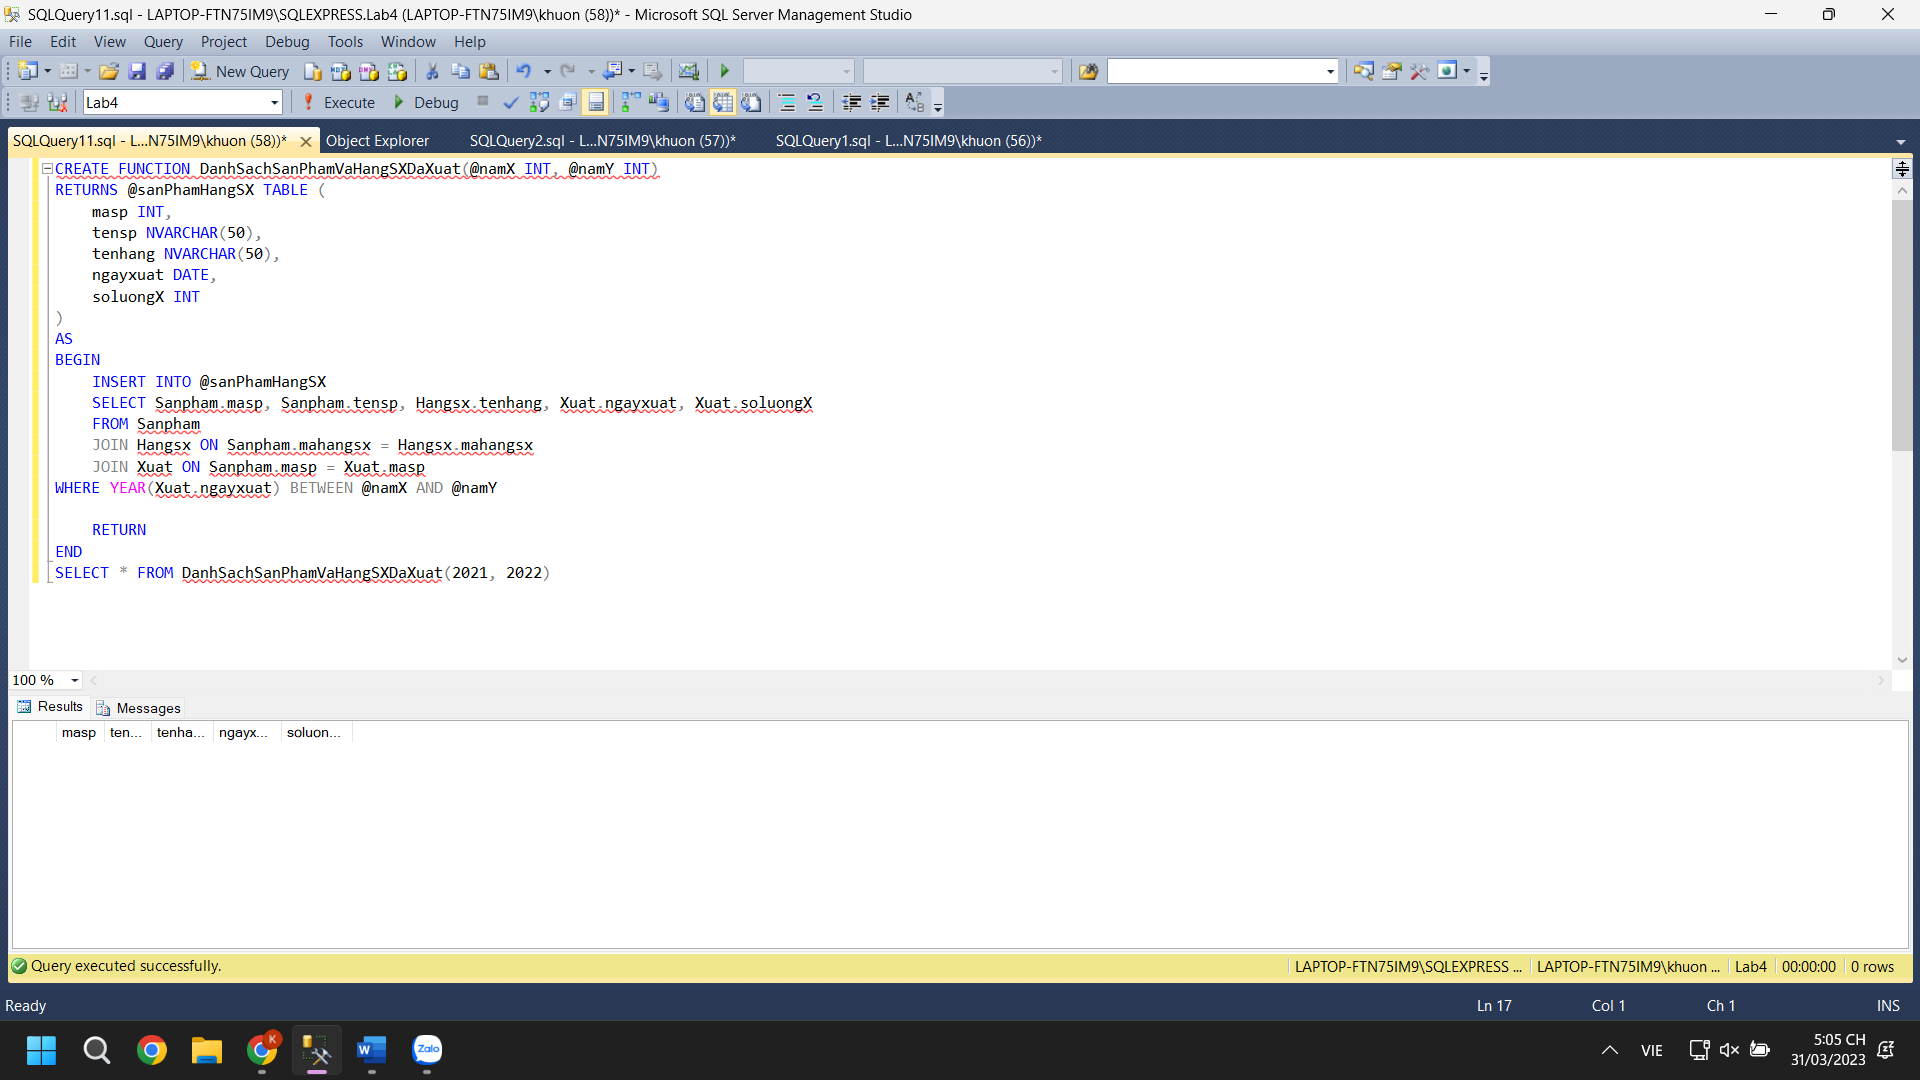 SQLQuery11.sql - LAPTOP-FTN75IM9\SQLEXPRESS.Lab4 (LAPTOP-FTN75IM9\khuon (58))* - Microsoft SQL Server Management Studio
File Edit View Query Project Debug Tools Window Help
New Query
Lab4 Execute Debug
SQLQuery11.sql - L...N75IM9\khuon (58))* Object Explorer SQLQuery2.sql - L...N75IM9\khuon (57))* SQLQuery1.sql - L...N75IM9\khuon (56))*
CREATE FUNCTION DanhSachSanPhamVaHangSXDaXuat(@namX INT, @namY INT)
RETURNS @sanPhamHangSX TABLE (
masp INT,
tensp NVARCHAR(50),
tenhang NVARCHAR(50),
ngayxuat DATE,
soluongX INT
)
AS
BEGIN
INSERT INTO @sanPhamHangSX
SELECT Sanpham.masp, Sanpham.tensp, Hangsx.tenhang, Xuat.ngayxuat, Xuat.soluongX
FROM Sanpham
JOIN Hangsx ON Sanpham.mahangsx = Hangsx.mahangsx
JOIN Xuat ON Sanpham.masp = Xuat.masp
WHERE YEAR(Xuat.ngayxuat) BETWEEN @namX AND @namY
RETURN
END
SELECT * FROM DanhSachSanPhamVaHangSXDaXuat(2021, 2022)
100 %
Results Messages
masp ten... tenha... ngayx... soluon...
Query executed successfully. LAPTOP-FTN75IM9\SQLEXPRESS ... LAPTOP-FTN75IM9\khuon ... Lab4 00:00:00 0 rows
Ready Ln 17 Col 1 Ch 1 INS
K
W
Zalo
VIE
5:05 CH
31/03/2023